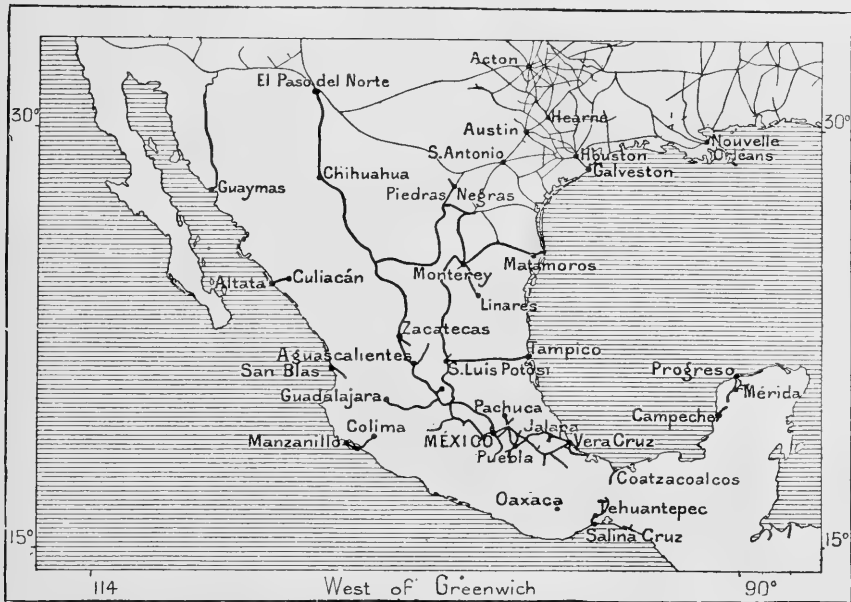 Acton
El Paso del Norte
30°
Hearne
30°
Austin
Nouvelle
Orleans
S. Antonio
Houston
Galveston
Chihuahua
Guaymas
Piedras Negras
Altata
Culiacán
Monterey
Matamoros
Linares
Zacatecas
Aguascalientes
Tampico
San Blas
S. Luis Potosi
Progreso
Mérida
Guadalajara
Pachuca
Campeche
Colima
Jalapa
Manzanillo
MÉXICO
Vera Cruz
Puebla
Coatzacoalcos
Oaxaca
Tehuantepec
15°
Salina Cruz
15°
114
West of Greenwich
90°